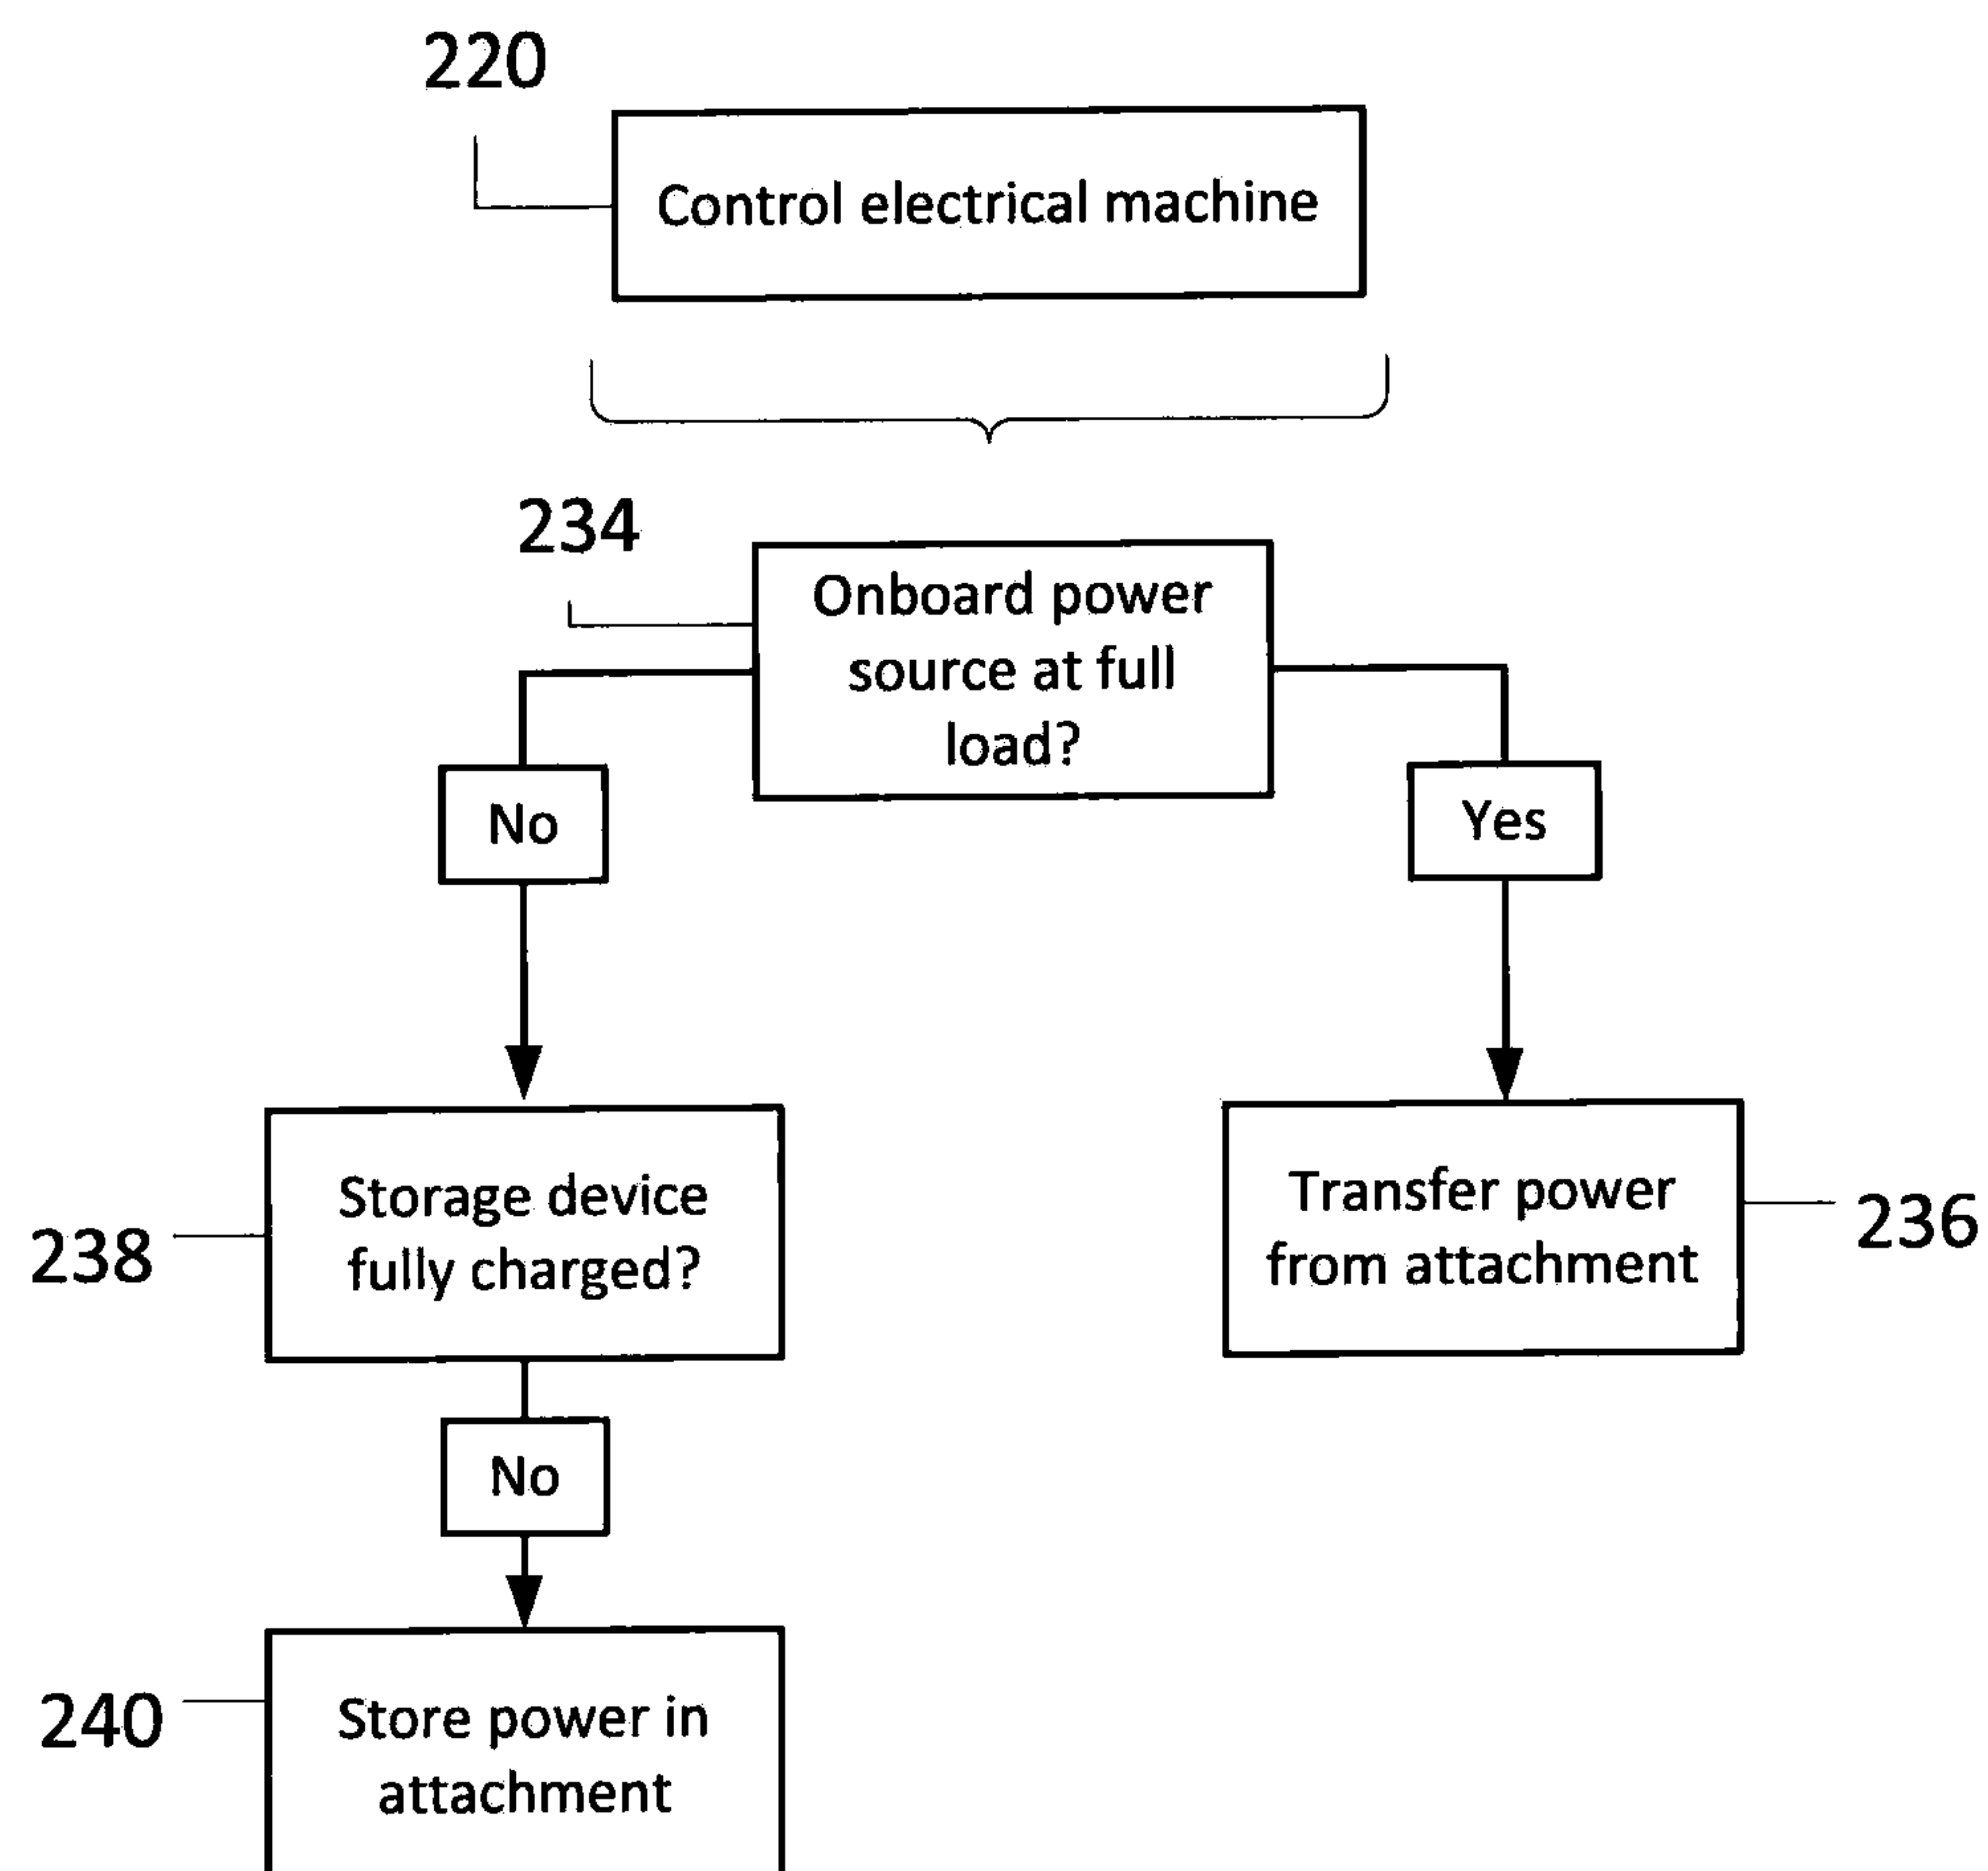 220
Control electrical machine
234
Onboard power
source at full
load?
No
Yes
Storage device
fully charged?
238
Transfer power
from attachment
236
No
240
Store power in
attachment